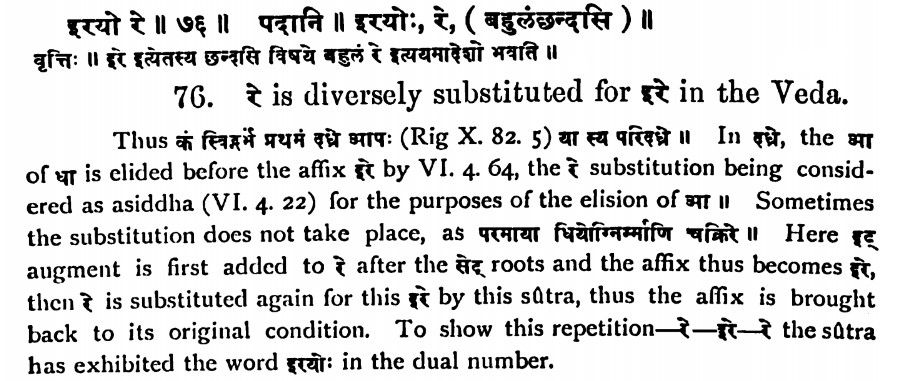 इरयो रे ॥ ७६ ॥ पदानि ॥ इरयोः, रे, ( बहुलंछन्दसि ) ॥
वृत्तिः ॥ इरे इत्येतस्य छन्दसि विषये बहुलं रे इत्ययमादेशो भवति ॥
76. रे is diversely substituted for इरे in the Veda.
Thus कं स्विद्गर्भे प्रथमं दध्रे आपः (Rig X. 82. 5) या स्य परिदध्रे ॥ In दध्रे, the आ
of धा is elided before the affix इरे by VI. 4. 64, the रे substitution being consid-
ered as asiddha (VI. 4. 22) for the purposes of the elision of आ ॥ Sometimes
the substitution does not take place, as परमाया धियोग्निर्म्माणि चक्रिरे ॥ Here इट्
augment is first added to रे after the सेट् roots and the affix thus becomes इरे,
then रे is substituted again for this इरे by this sûtra, thus the affix is brought
back to its original condition. To show this repetition—रे—इरे—रे the sûtra
has exhibited the word इरयोः in the dual number.